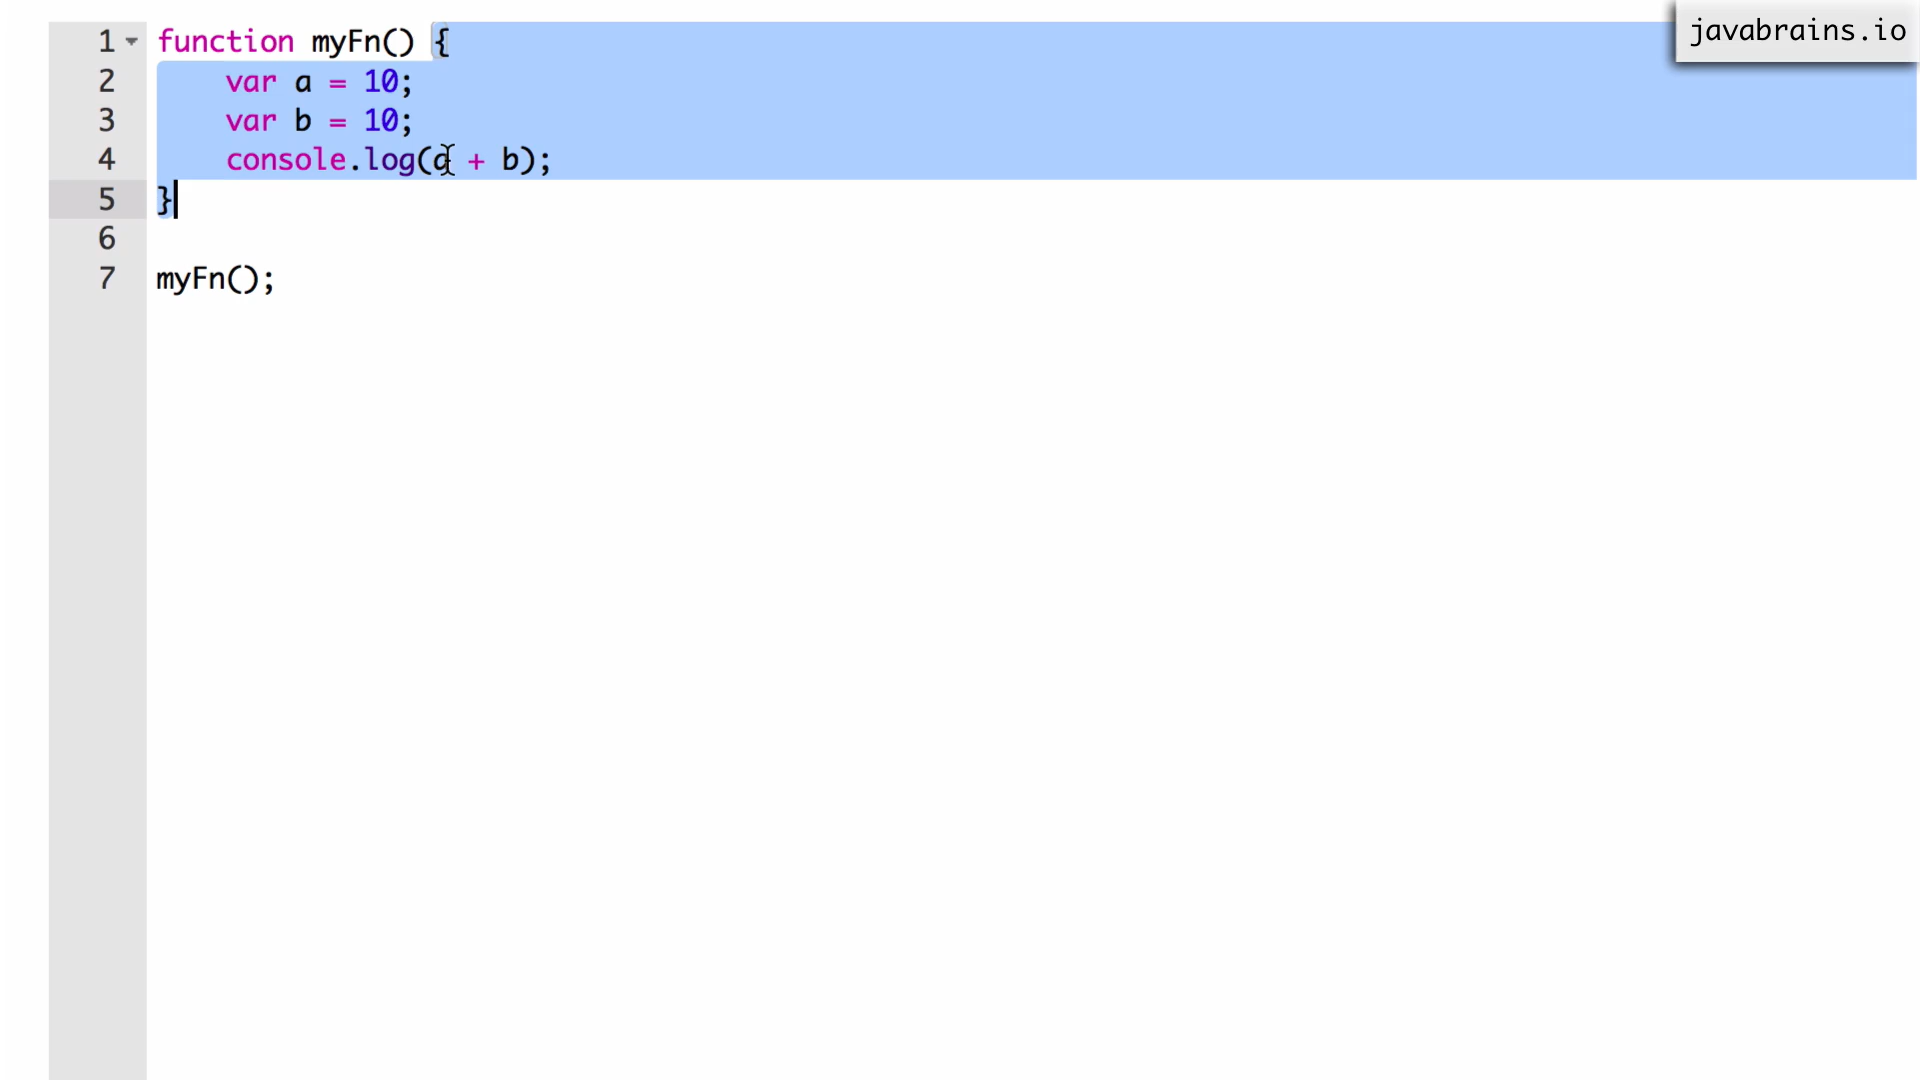 javabrains.io
1 function myFn() {
2 var a = 10;
3 var b = 10;
4 console.log(a + b);
5 }
6
7 myFn();